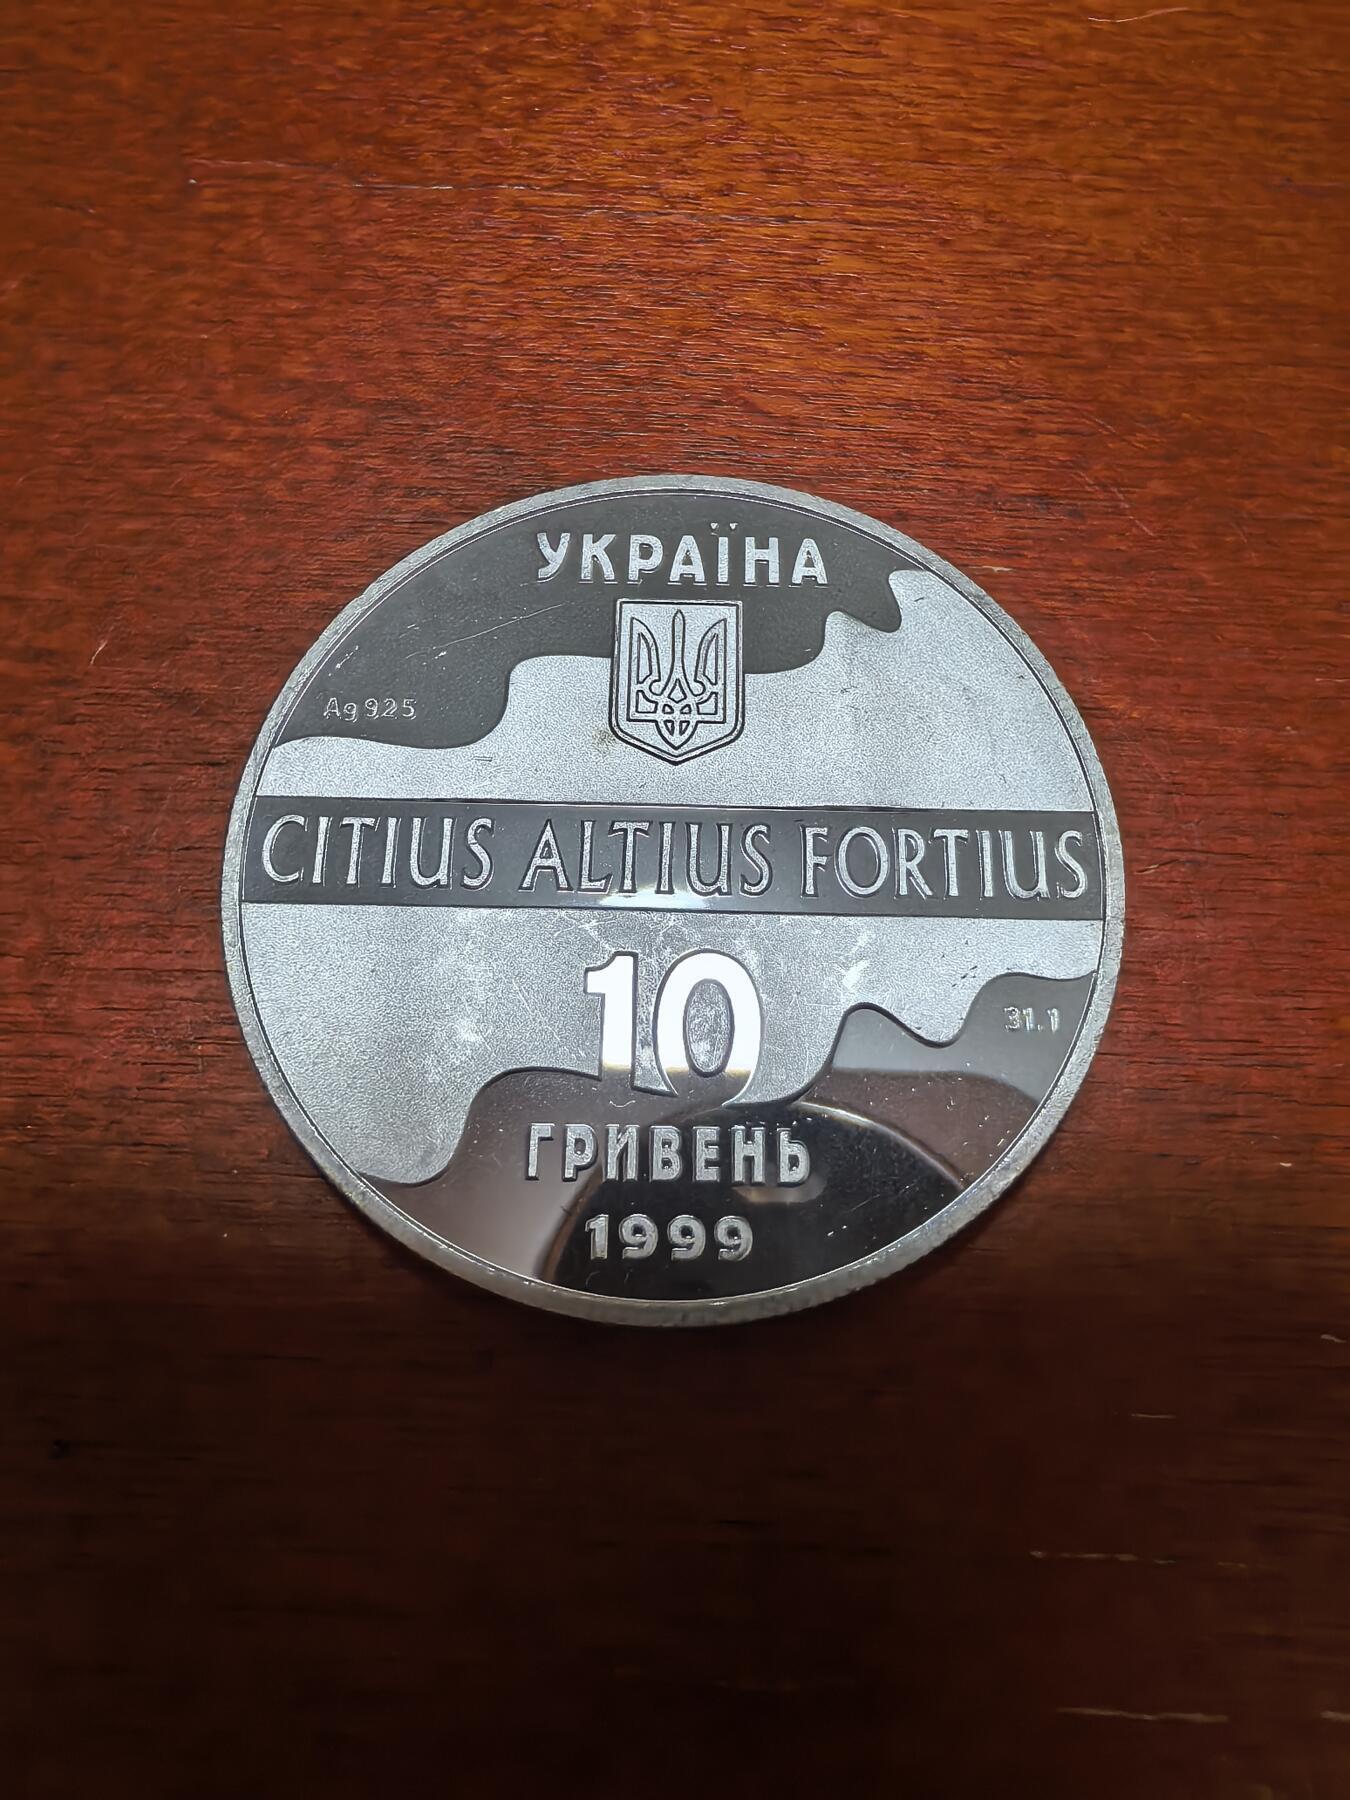 УКРАЇНА
Ag 925
CITIUS ALTIUS FORTIUS
10
31.1
ГРИВЕНЬ
1999